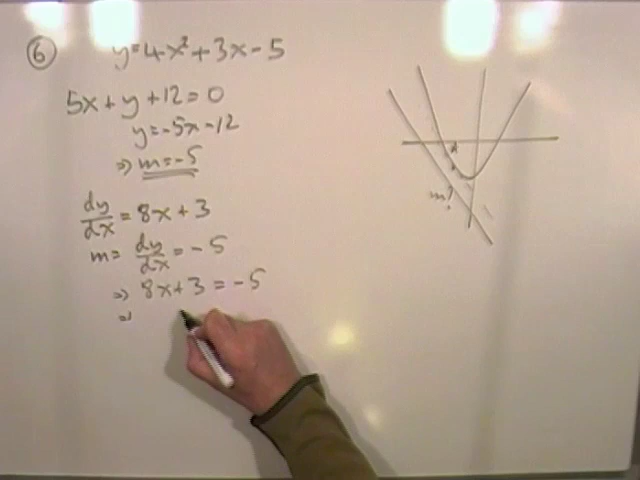 ⑥ y=4x²+3x-5
5x+y+12=0
y=-5x-12
⇒ m=-5
dy/dx = 8x+3
m= dy/dx = -5
⇒ 8x+3 = -5
⇒
A
m?